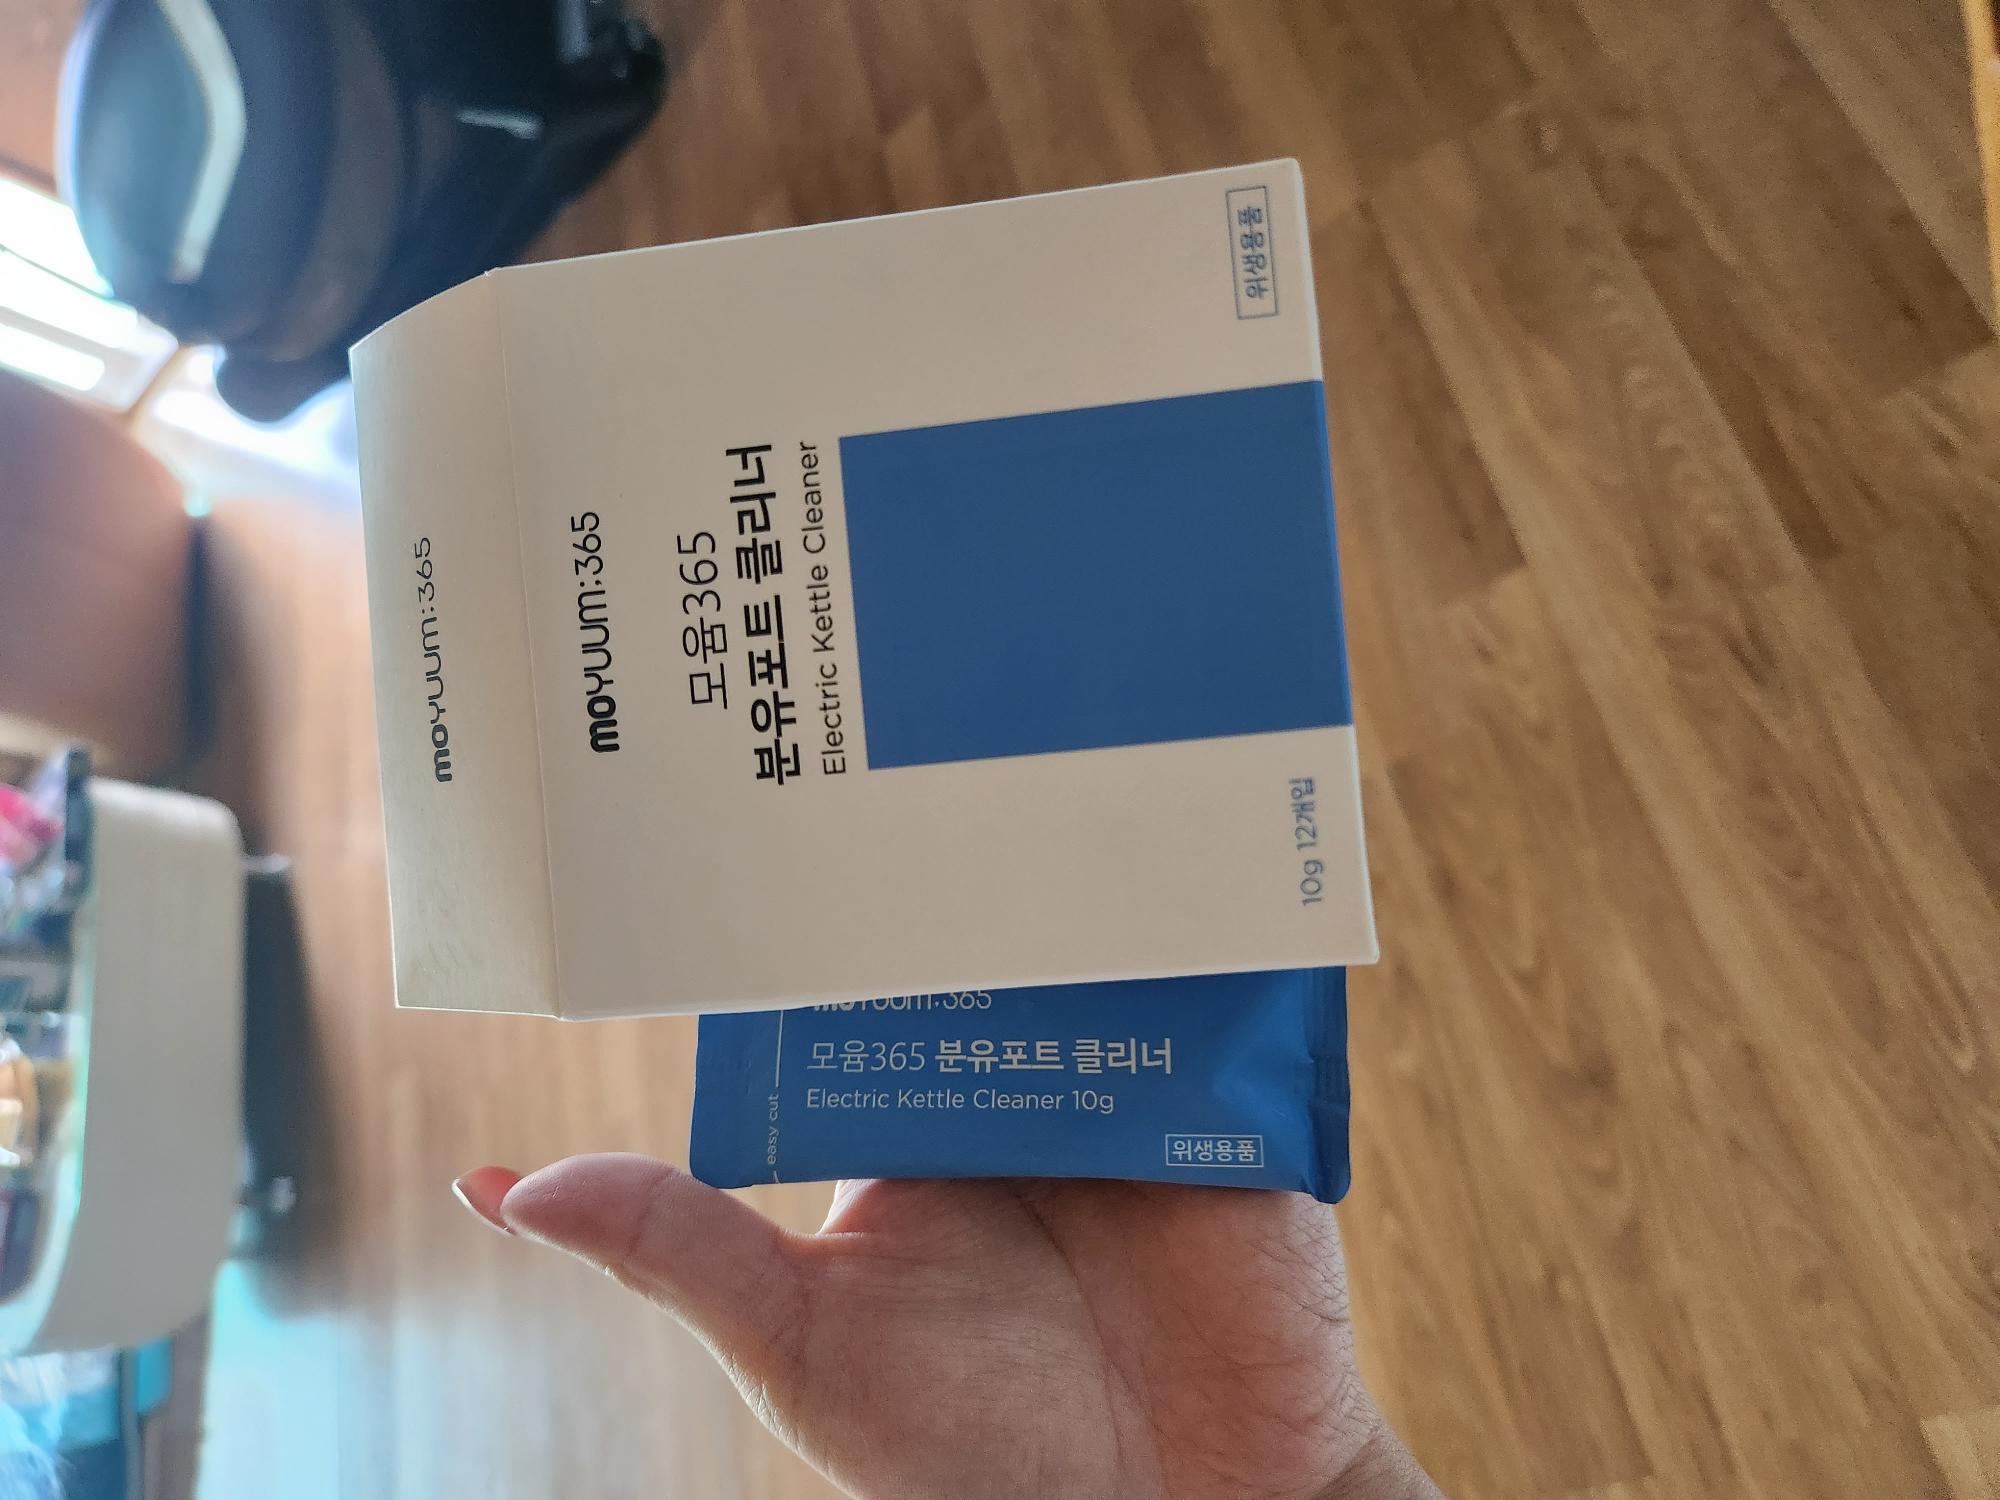 moyuum:365
moyuum:365
모윰365
분유포트 클리너
Electric Kettle Cleaner
10g 12개입
위생용품
easy cut
moyuum:365
모윰365 분유포트 클리너
Electric Kettle Cleaner 10g
위생용품